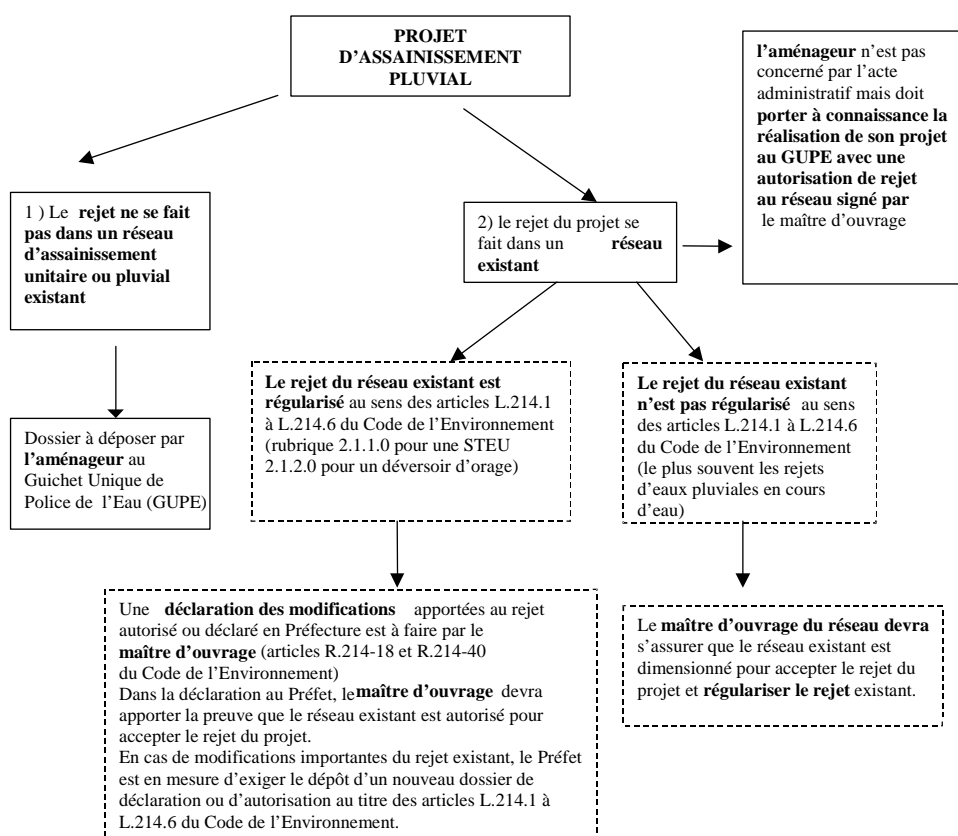 PROJET
D'ASSAINISSEMENT
PLUVIAL
l'aménageur n'est pas
concerné par l'acte
administratif mais doit
porter à connaissance la
réalisation de son projet
au GUPE avec une
autorisation de rejet
au réseau signé par
le maître d'ouvrage
1 ) Le rejet ne se fait
pas dans un réseau
d'assainissement
unitaire ou pluvial
existant
2) le rejet du projet se
fait dans un réseau
existant
Dossier à déposer par
l'aménageur au
Guichet Unique de
Police de l'Eau (GUPE)
Le rejet du réseau existant est
régularisé au sens des articles L.214.1
à L.214.6 du Code de l'Environnement
(rubrique 2.1.1.0 pour une STEU
2.1.2.0 pour un déversoir d'orage)
Le rejet du réseau existant
n'est pas régularisé au sens
des articles L.214.1 à L.214.6
du Code de l'Environnement
(le plus souvent les rejets
d'eaux pluviales en cours
d'eau)
Une déclaration des modifications apportées au rejet
autorisé ou déclaré en Préfecture est à faire par le
maître d'ouvrage (articles R.214-18 et R.214-40
du Code de l'Environnement)
Dans la déclaration au Préfet, le maître d'ouvrage devra
apporter la preuve que le réseau existant est autorisé pour
accepter le rejet du projet.
En cas de modifications importantes du rejet existant, le Préfet
est en mesure d'exiger le dépôt d'un nouveau dossier de
déclaration ou d'autorisation au titre des articles L.214.1 à
L.214.6 du Code de l'Environnement.
Le maître d'ouvrage du réseau devra
s'assurer que le réseau existant est
dimensionné pour accepter le rejet du
projet et régulariser le rejet existant.